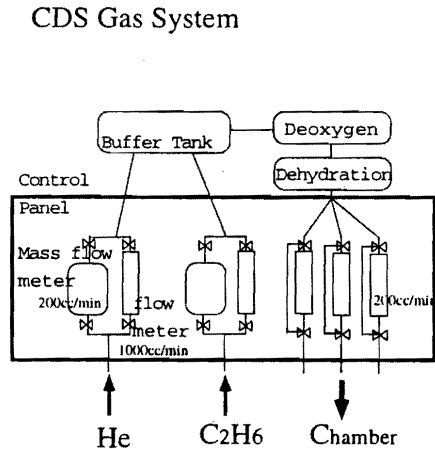 CDS Gas System
Buffer Tank
Deoxygen
Dehydration
Control
Panel
Mass flow
meter
200cc/min
flow
meter
1000cc/min
200cc/min
He
C2H6
Chamber